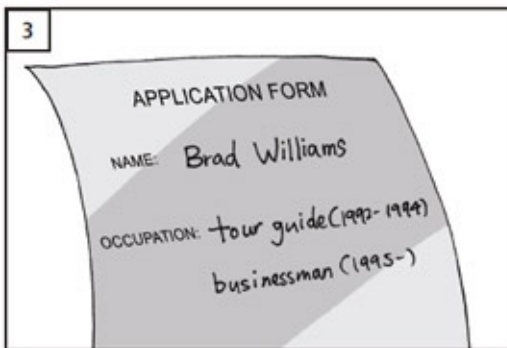 3
APPLICATION FORM
NAME: Brad Williams
OCCUPATION: tour guide (1992-1994)
businessman (1995-)